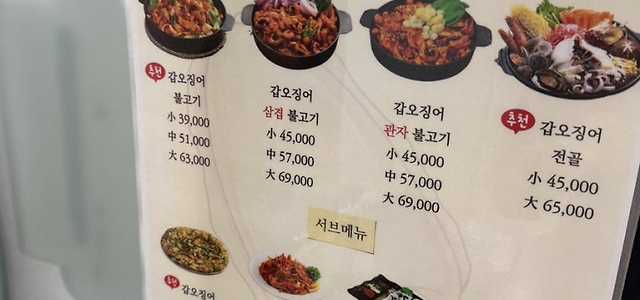 추천 갑오징어
불고기
小 39,000
中 51,000
大 63,000
갑오징어
삼겹 불고기
小 45,000
中 57,000
大 69,000
갑오징어
관자 불고기
小 45,000
中 57,000
大 69,000
추천 갑오징어
전골
小 45,000
大 65,000
서브메뉴
추천 갑오징어